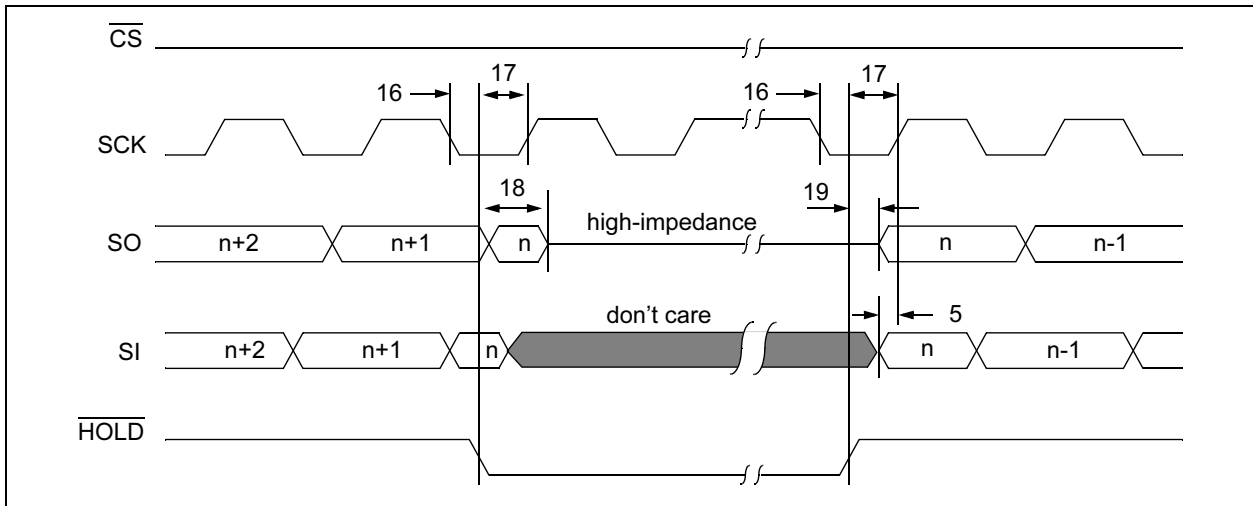 CS
16
17
16
17
SCK
18
19
high-impedance
SO
n+2
n+1
n
n
n-1
don't care
5
SI
n+2
n+1
n
n
n-1
HOLD